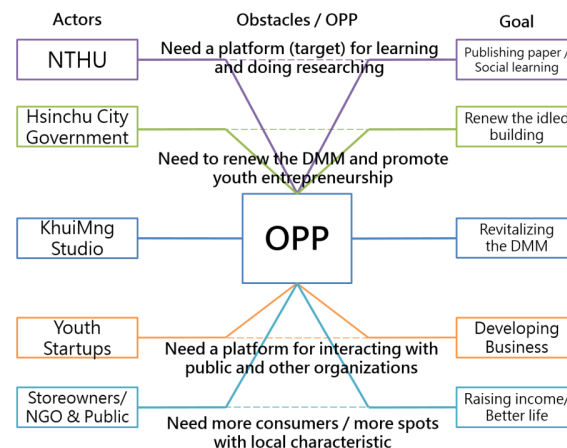 Actors
Obstacles / OPP
Goal
NTHU
Need a platform (target) for learning
and doing researching
Publishing paper /
Social learning
Hsinchu City
Government
Need to renew the DMM and promote
youth entrepreneurship
Renew the idled
building
KhuiMng
Studio
OPP
Revitalizing
the DMM
Youth
Startups
Need a platform for interacting with
public and other organizations
Developing
Business
Storeowners/
NGO & Public
Need more consumers / more spots
with local characteristic
Raising income/
Better life